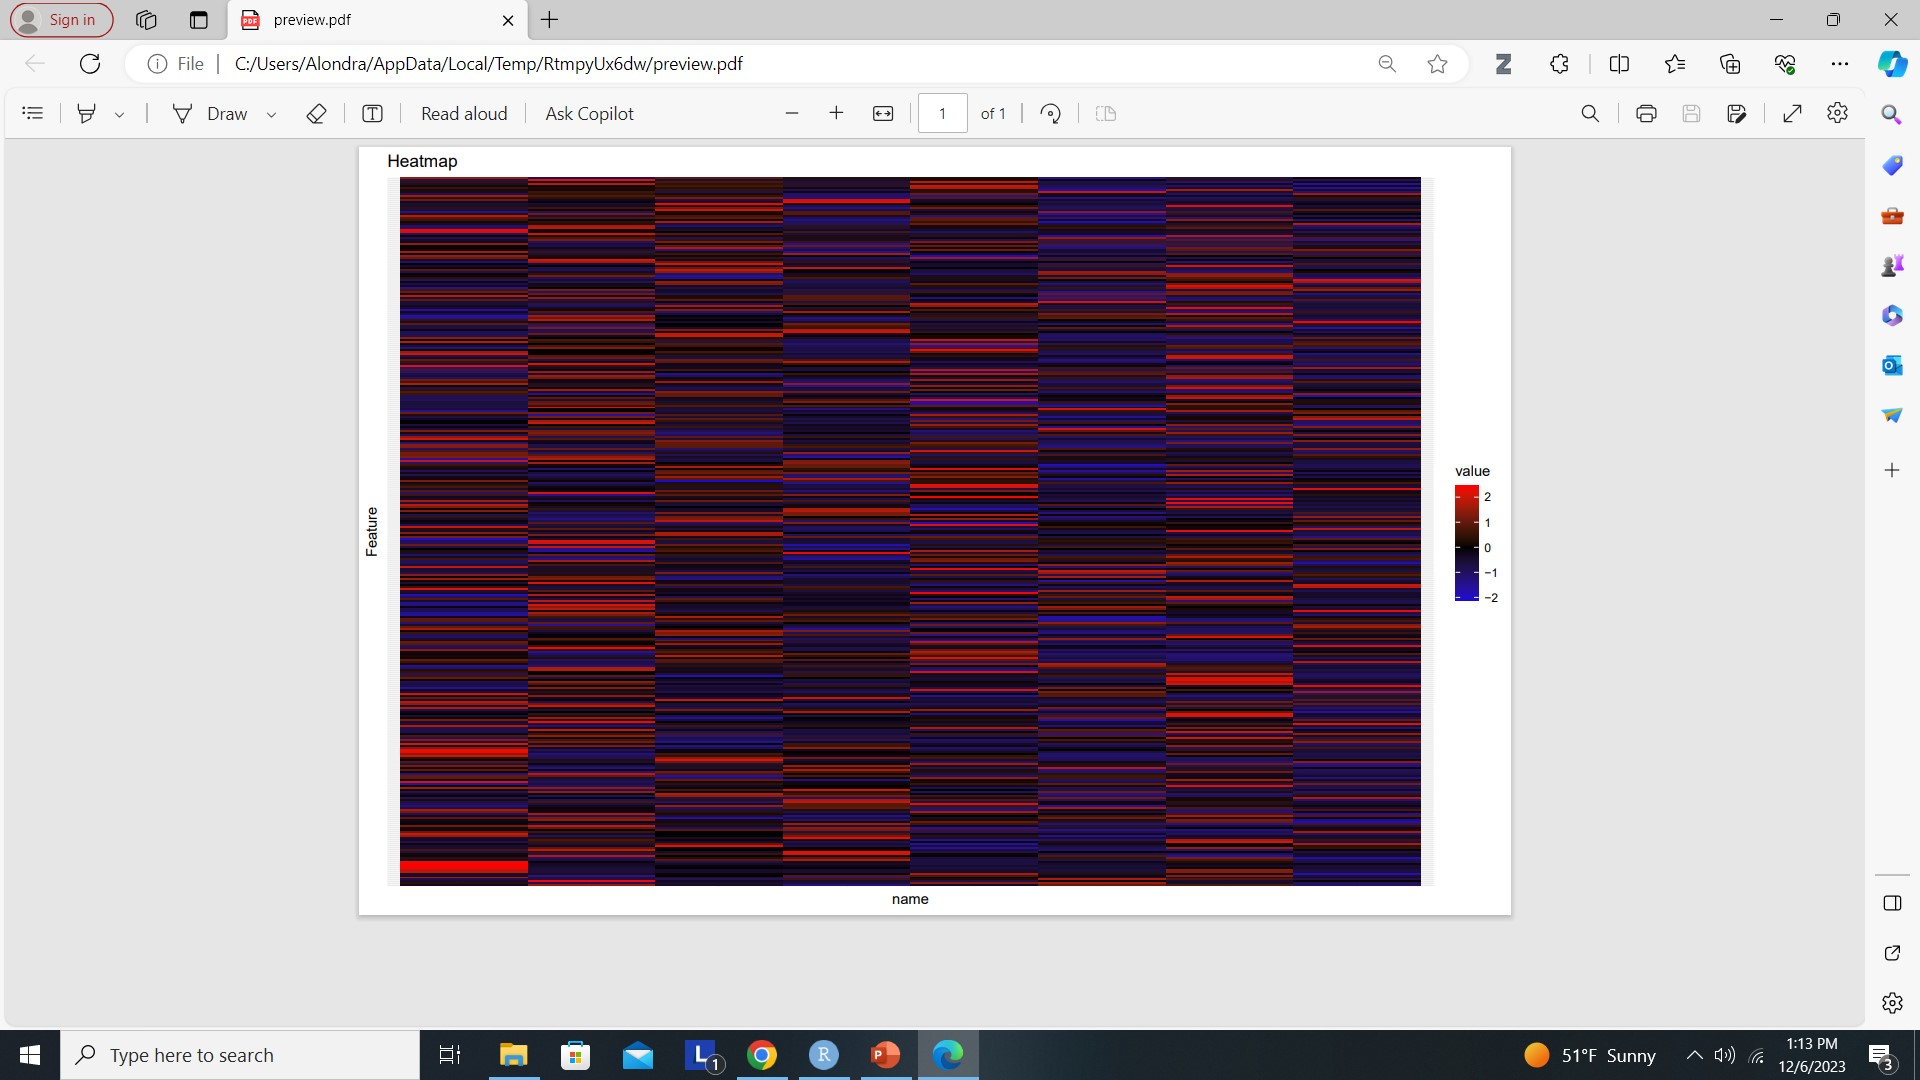 Sign in
preview.pdf
File
C:/Users/Alondra/AppData/Local/Temp/RtmpyUx6dw/preview.pdf
Z
Draw
T
Read aloud
Ask Copilot
1
of 1
Heatmap
Feature
name
value
2
1
0
−1
−2
Type here to search
L
1
R
P
51°F Sunny
1:13 PM
12/6/2023
3